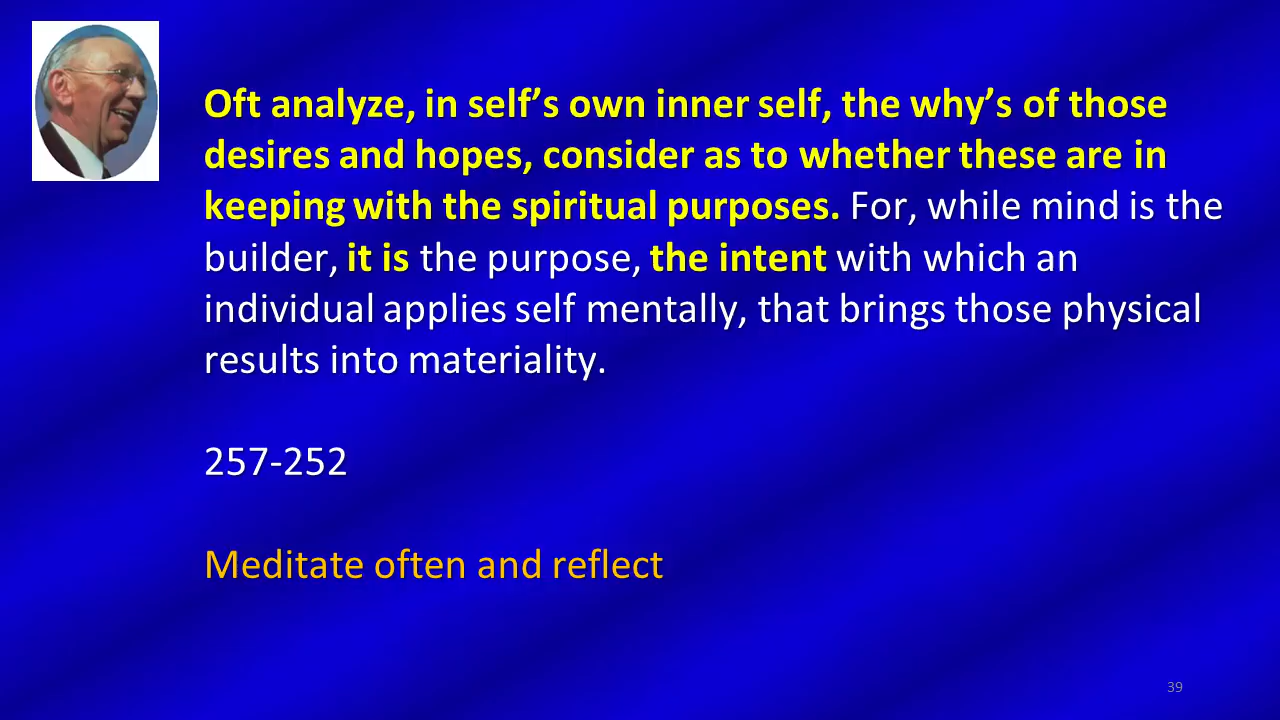 Oft analyze, in self’s own inner self, the why’s of those
desires and hopes, consider as to whether these are in
keeping with the spiritual purposes. For, while mind is the
builder, it is the purpose, the intent with which an
individual applies self mentally, that brings those physical
results into materiality.
257-252
Meditate often and reflect
39